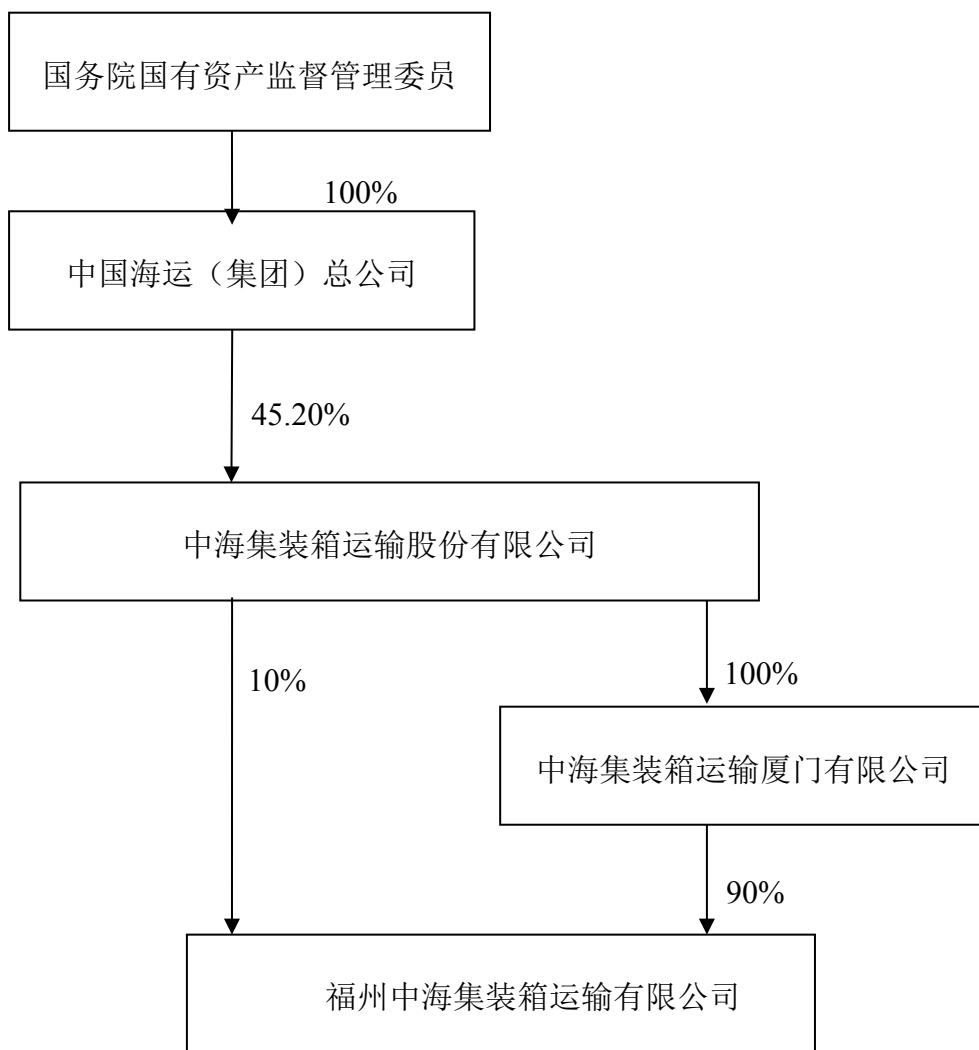 国务院国有资产监督管理委员
100%
中国海运（集团）总公司
45.20%
中海集装箱运输股份有限公司
10%
100%
中海集装箱运输厦门有限公司
90%
福州中海集装箱运输有限公司